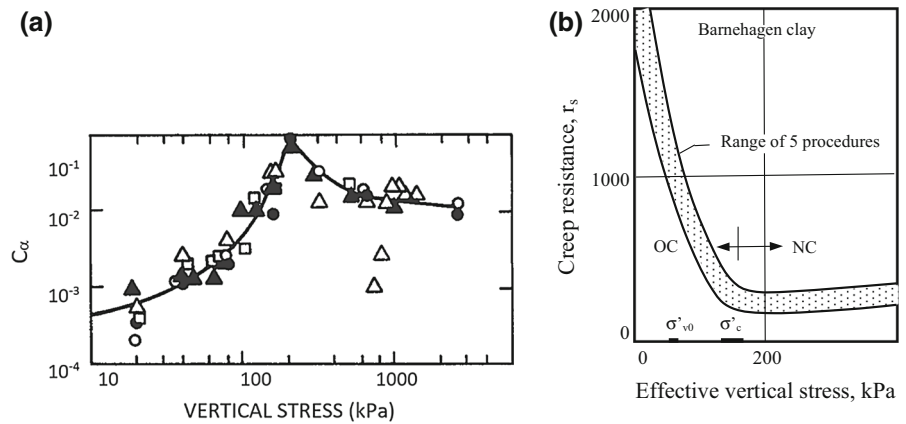 (a)
Cα
10⁻¹
10⁻²
10⁻³
10⁻⁴
10
100
1000
VERTICAL STRESS (kPa)
(b)
Creep resistance, rₛ
2000
1000
0
Barnehagen clay
Range of 5 procedures
OC
NC
σ'v0
σ'c
0
200
Effective vertical stress, kPa